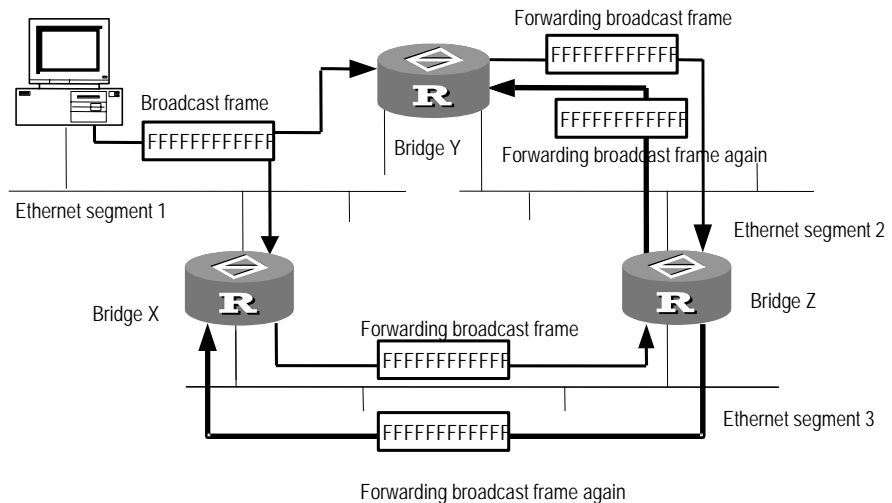 Forwarding broadcast frame
FFFFFFFFFFFF
Broadcast frame
FFFFFFFFFFFF
R
FFFFFFFFFFFF
Bridge Y
Forwarding broadcast frame again
Ethernet segment 1
Ethernet segment 2
R
Bridge X
R
Bridge Z
Forwarding broadcast frame
FFFFFFFFFFFF
Ethernet segment 3
FFFFFFFFFFFF
Forwarding broadcast frame again